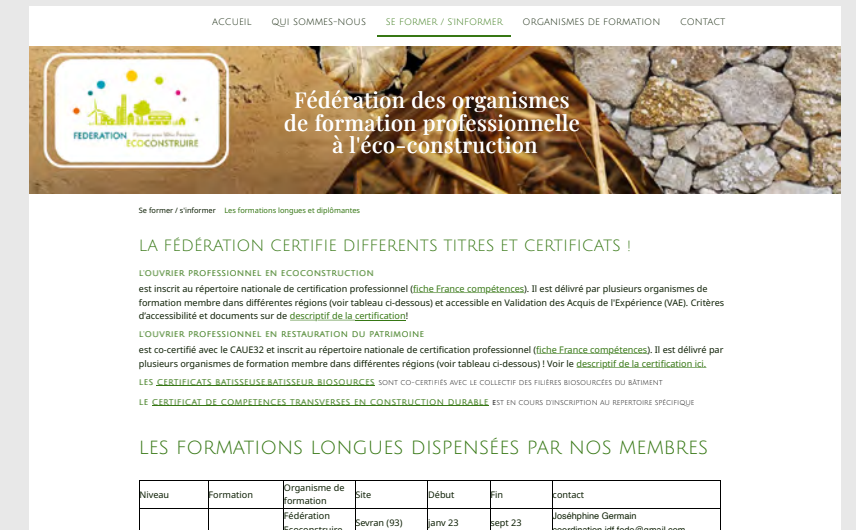 ACCUEIL QUI SOMMES-NOUS SE FORMER / S'INFORMER ORGANISMES DE FORMATION CONTACT
Fédération des organismes
de formation professionnelle
à l'éco-construction
FEDERATION
ECOCONSTRUIRE
Se former / s'informer Les formations longues et diplômantes
LA FÉDÉRATION CERTIFIE DIFFERENTS TITRES ET CERTIFICATS !
L'OUVRIER PROFESSIONNEL EN ECOCONSTRUCTION
est inscrit au répertoire nationale de certification professionnel (fiche France compétences). Il est délivré par plusieurs organismes de
formation membre dans différentes régions (voir tableau ci-dessous) et accessible en Validation des Acquis de l'Expérience (VAE). Critères
d'accessibilité et documents sur de descriptif de la certification!
L'OUVRIER PROFESSIONNEL EN RESTAURATION DU PATRIMOINE
est co-certifié avec le CAUE32 et inscrit au répertoire nationale de certification professionnel (fiche France compétences). Il est délivré par
plusieurs organismes de formation membre dans différentes régions (voir tableau ci-dessous) ! Voir le descriptif de la certification ici.
LES CERTIFICATS BATISSEUSE BATISSEUR BIOSOURCES SONT CO-CERTIFIÉS AVEC LE COLLECTIF DES FILIÈRES BIOSOURCÉES DU BÂTIMENT
LE CERTIFICAT DE COMPETENCES TRANSVERSES EN CONSTRUCTION DURABLE EST EN COURS D'INSCRIPTION AU REPERTOIRE SPÉCIFIQUE
LES FORMATIONS LONGUES DISPENSÉES PAR NOS MEMBRES
Niveau Formation Organisme de formation Site Début Fin contact
Fédération Ecoconstruire Sevran (93) janv 23 sept 23 Joséhphine Germain
coordination.idf.fede@gmail.com